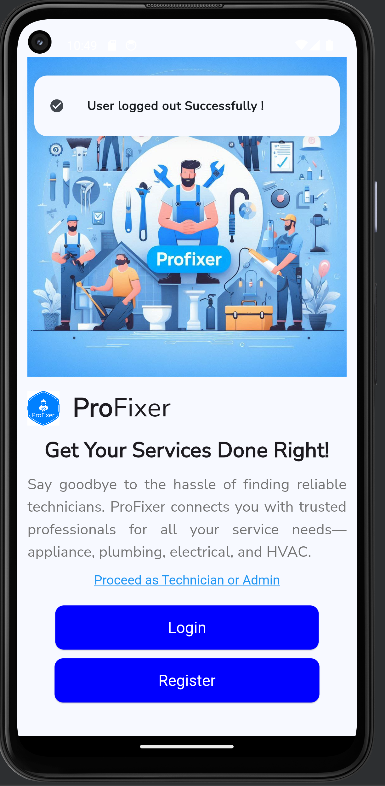 User logged out Successfully !
Profixer
ProFixer
ProFixer
Get Your Services Done Right!
Say goodbye to the hassle of finding reliable
technicians. ProFixer connects you with trusted
professionals for all your service needs—
appliance, plumbing, electrical, and HVAC.
Proceed as Technician or Admin
Login
Register